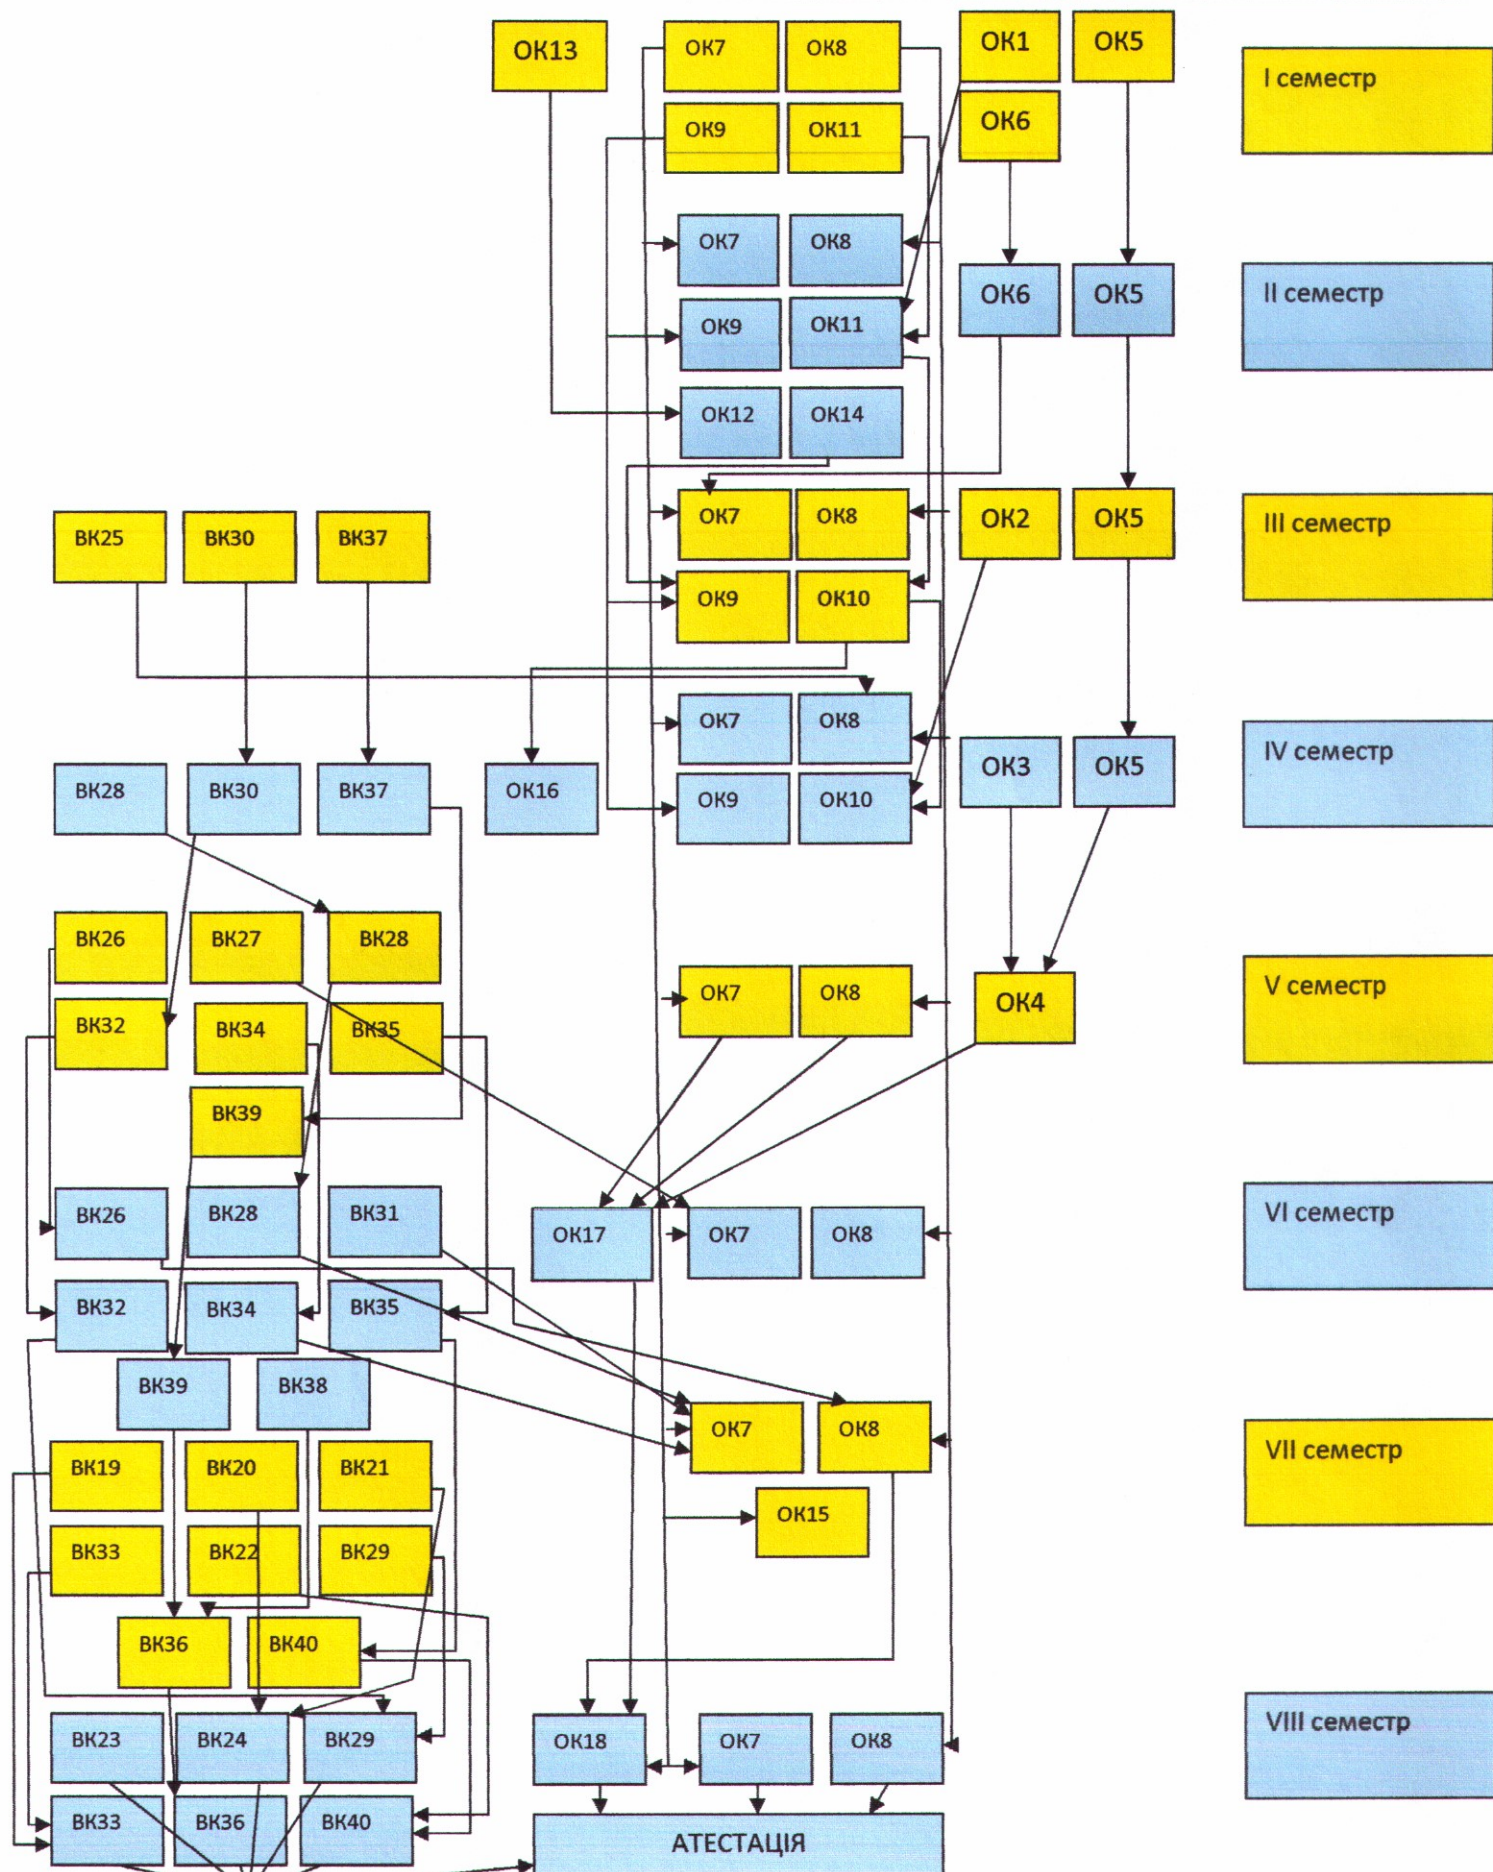 ОК13
ОК7
ОК8
ОК1
ОК5
І семестр
ОК9
ОК11
ОК6
ОК7
ОК8
ОК6
ОК5
ІІ семестр
ОК9
ОК11
ОК12
ОК14
ВК25
ВК30
ВК37
ОК7
ОК8
ОК2
ОК5
ІІІ семестр
ОК9
ОК10
ОК7
ОК8
ОК3
ОК5
IV семестр
ВК28
ВК30
ВК37
ОК16
ОК9
ОК10
ВК26
ВК27
ВК28
ОК7
ОК8
ОК4
V семестр
ВК32
ВК34
ВК35
ВК39
ВК26
ВК28
ВК31
ОК17
ОК7
ОК8
VI семестр
ВК32
ВК34
ВК35
ВК39
ВК38
ОК7
ОК8
VII семестр
ВК19
ВК20
ВК21
ОК15
ВК33
ВК22
ВК29
ВК36
ВК40
ВК23
ВК24
ВК29
ОК18
ОК7
ОК8
VIII семестр
ВК33
ВК36
ВК40
АТЕСТАЦІЯ